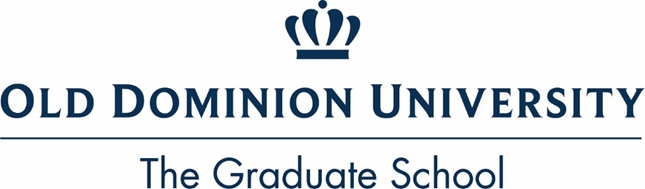 OLD DOMINION UNIVERSITY
The Graduate School